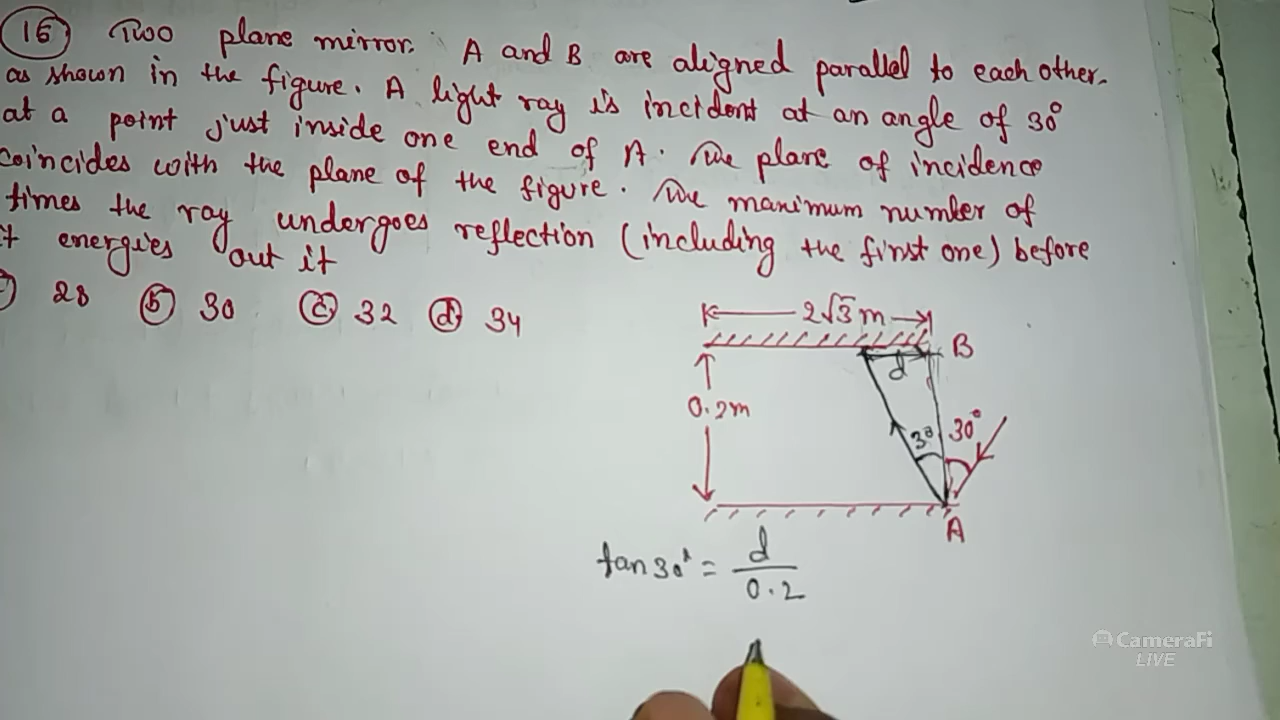 16 Two plane mirror. A and B are aligned parallel to each other.
as shown in the figure. A light ray is incident at an angle of 30°
at a point just inside one end of A. The plane of incidence
coincides with the plane of the figure. The maximum number of
times the ray undergoes reflection (including the first one) before
it energies out it
28 (b) 30 (c) 32 (d) 34
2√3 m
B
d
0.2m
30°
30°
A
tan 30° = d/0.2
CameraFi
LIVE